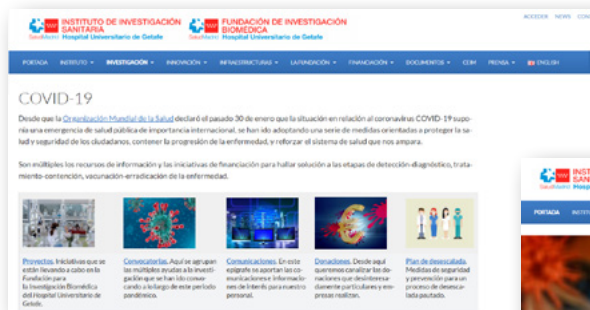 INSTITUTO DE INVESTIGACIÓN
SANITARIA
SaludMadrid Hospital Universitario de Getafe
FUNDACIÓN DE INVESTIGACIÓN
BIOMÉDICA
SaludMadrid Hospital Universitario de Getafe
ACCEDER NEWS
PORTADA INSTITUTO INVESTIGACIÓN INNOVACIÓN INFRAESTRUCTURAS LA FUNDACIÓN FINANCIACIÓN DOCUMENTOS CEIM PRENSA ENGLISH
COVID-19
Desde que la Organización Mundial de la Salud declaró el pasado 30 de enero que la situación en relación al coronavirus COVID-19 supo-
nía una emergencia de salud pública de importancia internacional, se han ido adoptando una serie de medidas orientadas a proteger la sa-
lud y seguridad de los ciudadanos, contener la progresión de la enfermedad, y reforzar el sistema de salud que nos ampara.
Son múltiples los recursos de información y las iniciativas de financiación para hallar solución a las etapas de detección-diagnóstico, trata-
miento-contención, vacunación-erradicación de la enfermedad.
Proyectos. Iniciativas que se
están llevando a cabo en la
Fundación para
la Investigación Biomédica
del Hospital Universitario de
Getafe.
Convocatorias. Aquí se agrupan
las múltiples ayudas a la investi-
gación que se han ido convo-
cando a lo largo de este periodo
pandémico.
Comunicaciones. En este
epígrafe se aportan las co-
municaciones e informacio-
nes de interés para nuestro
personal.
Donaciones. Desde aquí
queremos canalizar las do-
naciones que desinteresa-
damente particulares y em-
presas realizan.
Plan de desescalada.
Medidas de seguridad
y prevención para un
proceso de desesca-
lada pautado.
SaludMadrid
PORTADA